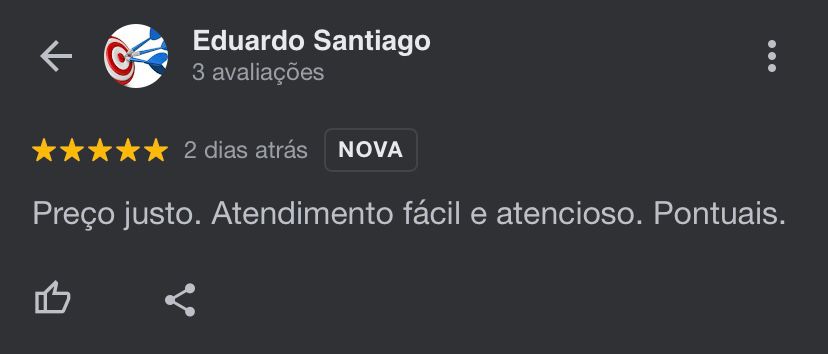 Eduardo Santiago
3 avaliações
2 dias atrás NOVA
Preço justo. Atendimento fácil e atencioso. Pontuais.